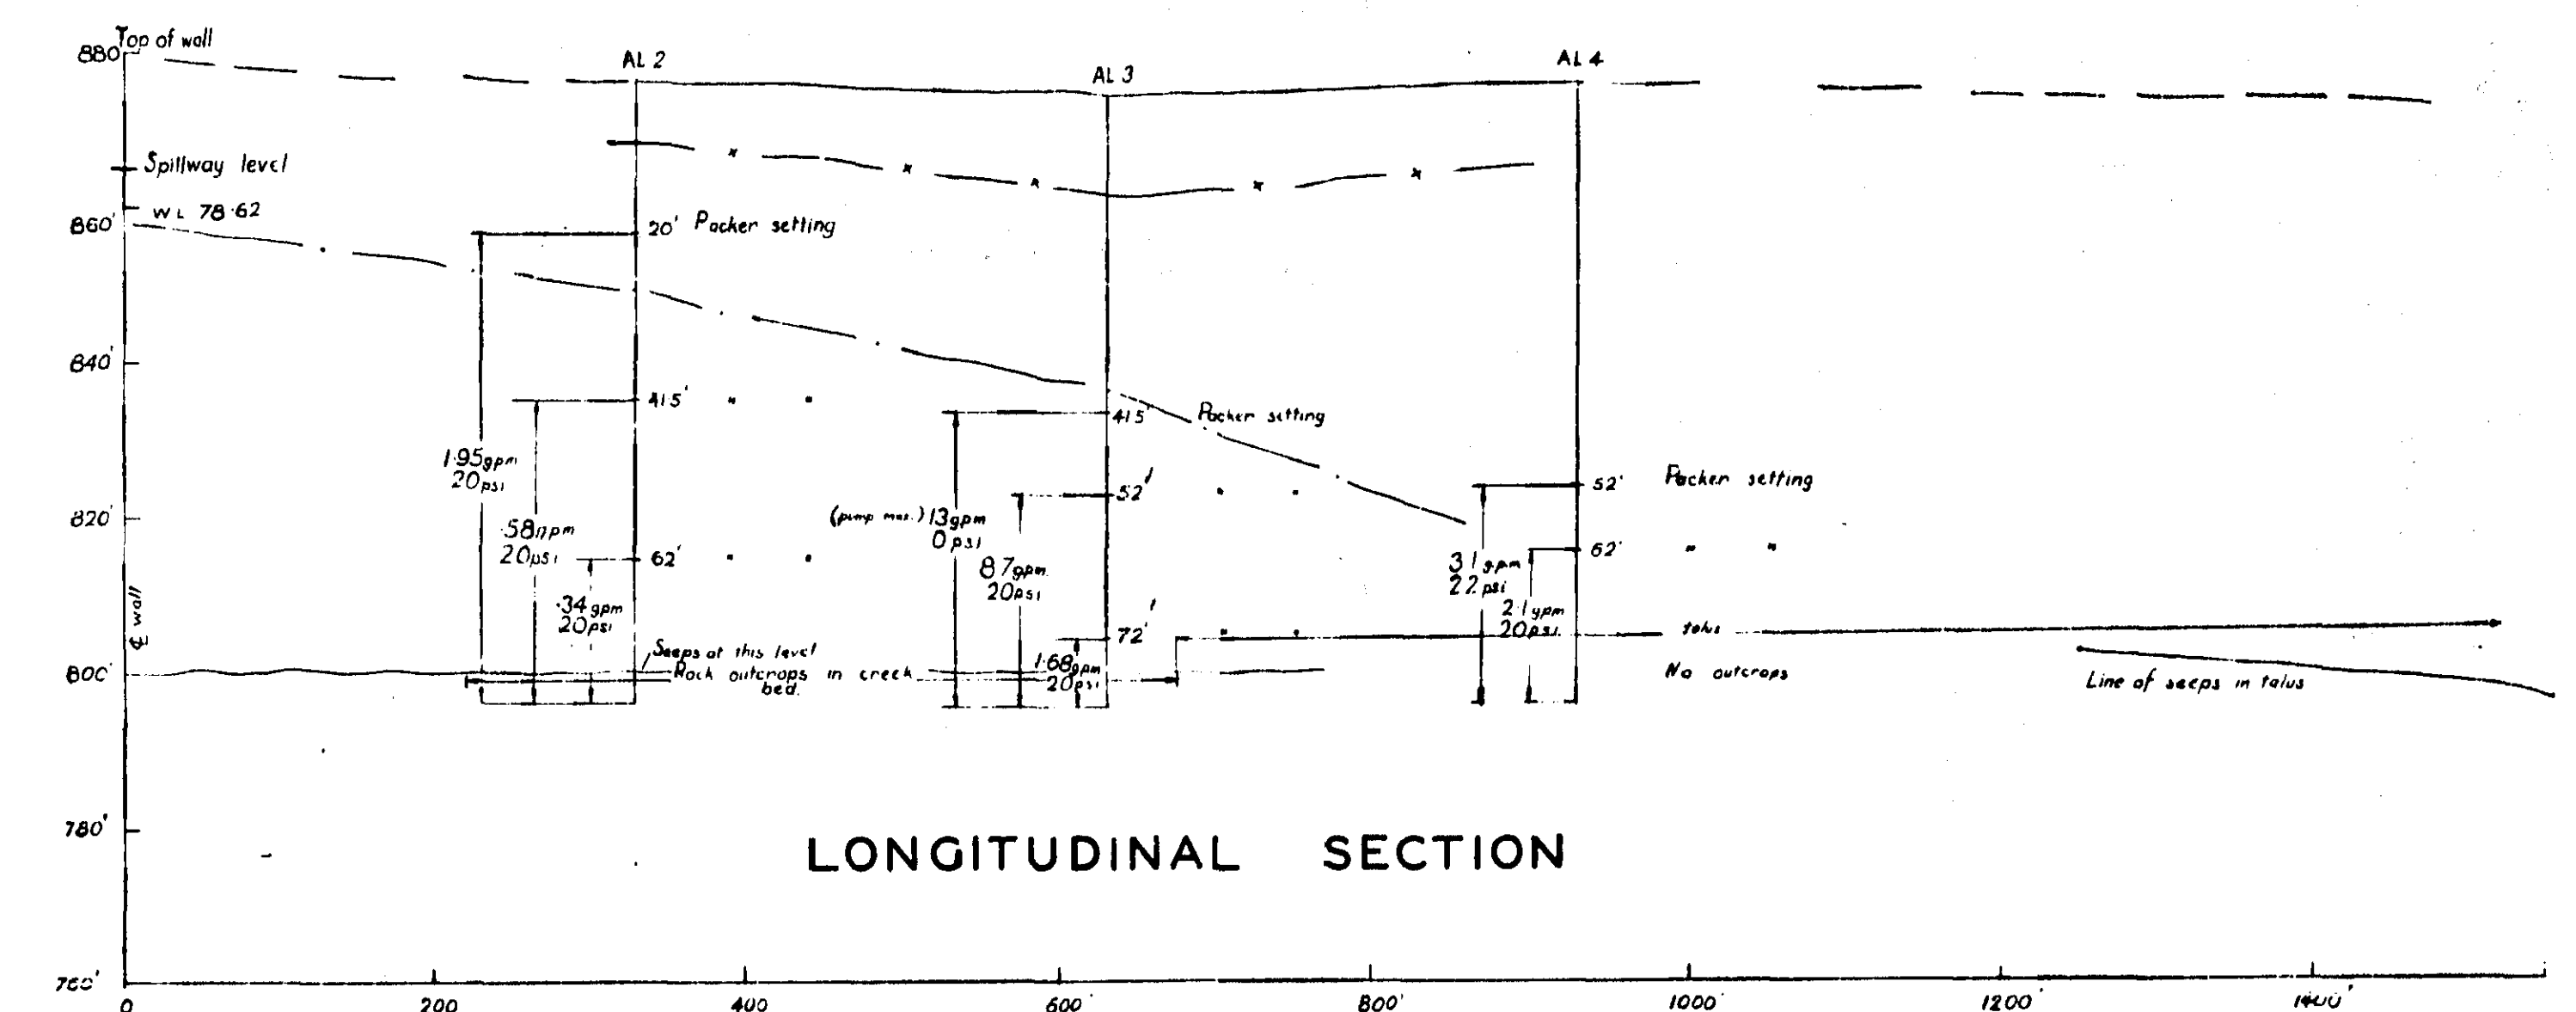 Top of wall
880'
AL 2
AL 3
AL 4
Spillway level
WL 78·62
860'
20' Packer setting
840'
41·5' " "
41·5' Packer setting
1·95gpm
20psi
52' " "
52' Packer setting
820'
·58gpm
20psi
(pump max.) 13gpm
0psi
62' " "
62' " "
8·7gpm
20psi
3·1gpm
22psi
·34gpm
20psi
2·1gpm
20psi
℄ wall
72' " "
talus
Seeps at this level
1·68gpm
20psi
800'
Rock outcrops in creek
bed.
No outcrops
Line of seeps in talus
780'
LONGITUDINAL SECTION
760'
0 200 400 600' 800' 1000' 1200' 1400'